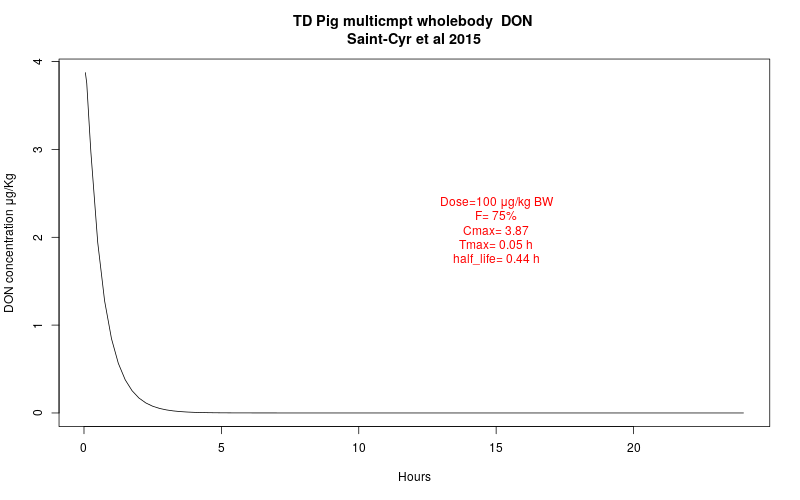 TD Pig multicmpt wholebody  DON
Saint-Cyr et al 2015
DON concentration µg/Kg
4
3
2
1
0
Dose=100 µg/kg BW
F= 75%
Cmax= 3.87
Tmax= 0.05 h
half_life= 0.44 h
0 5 10 15 20
Hours